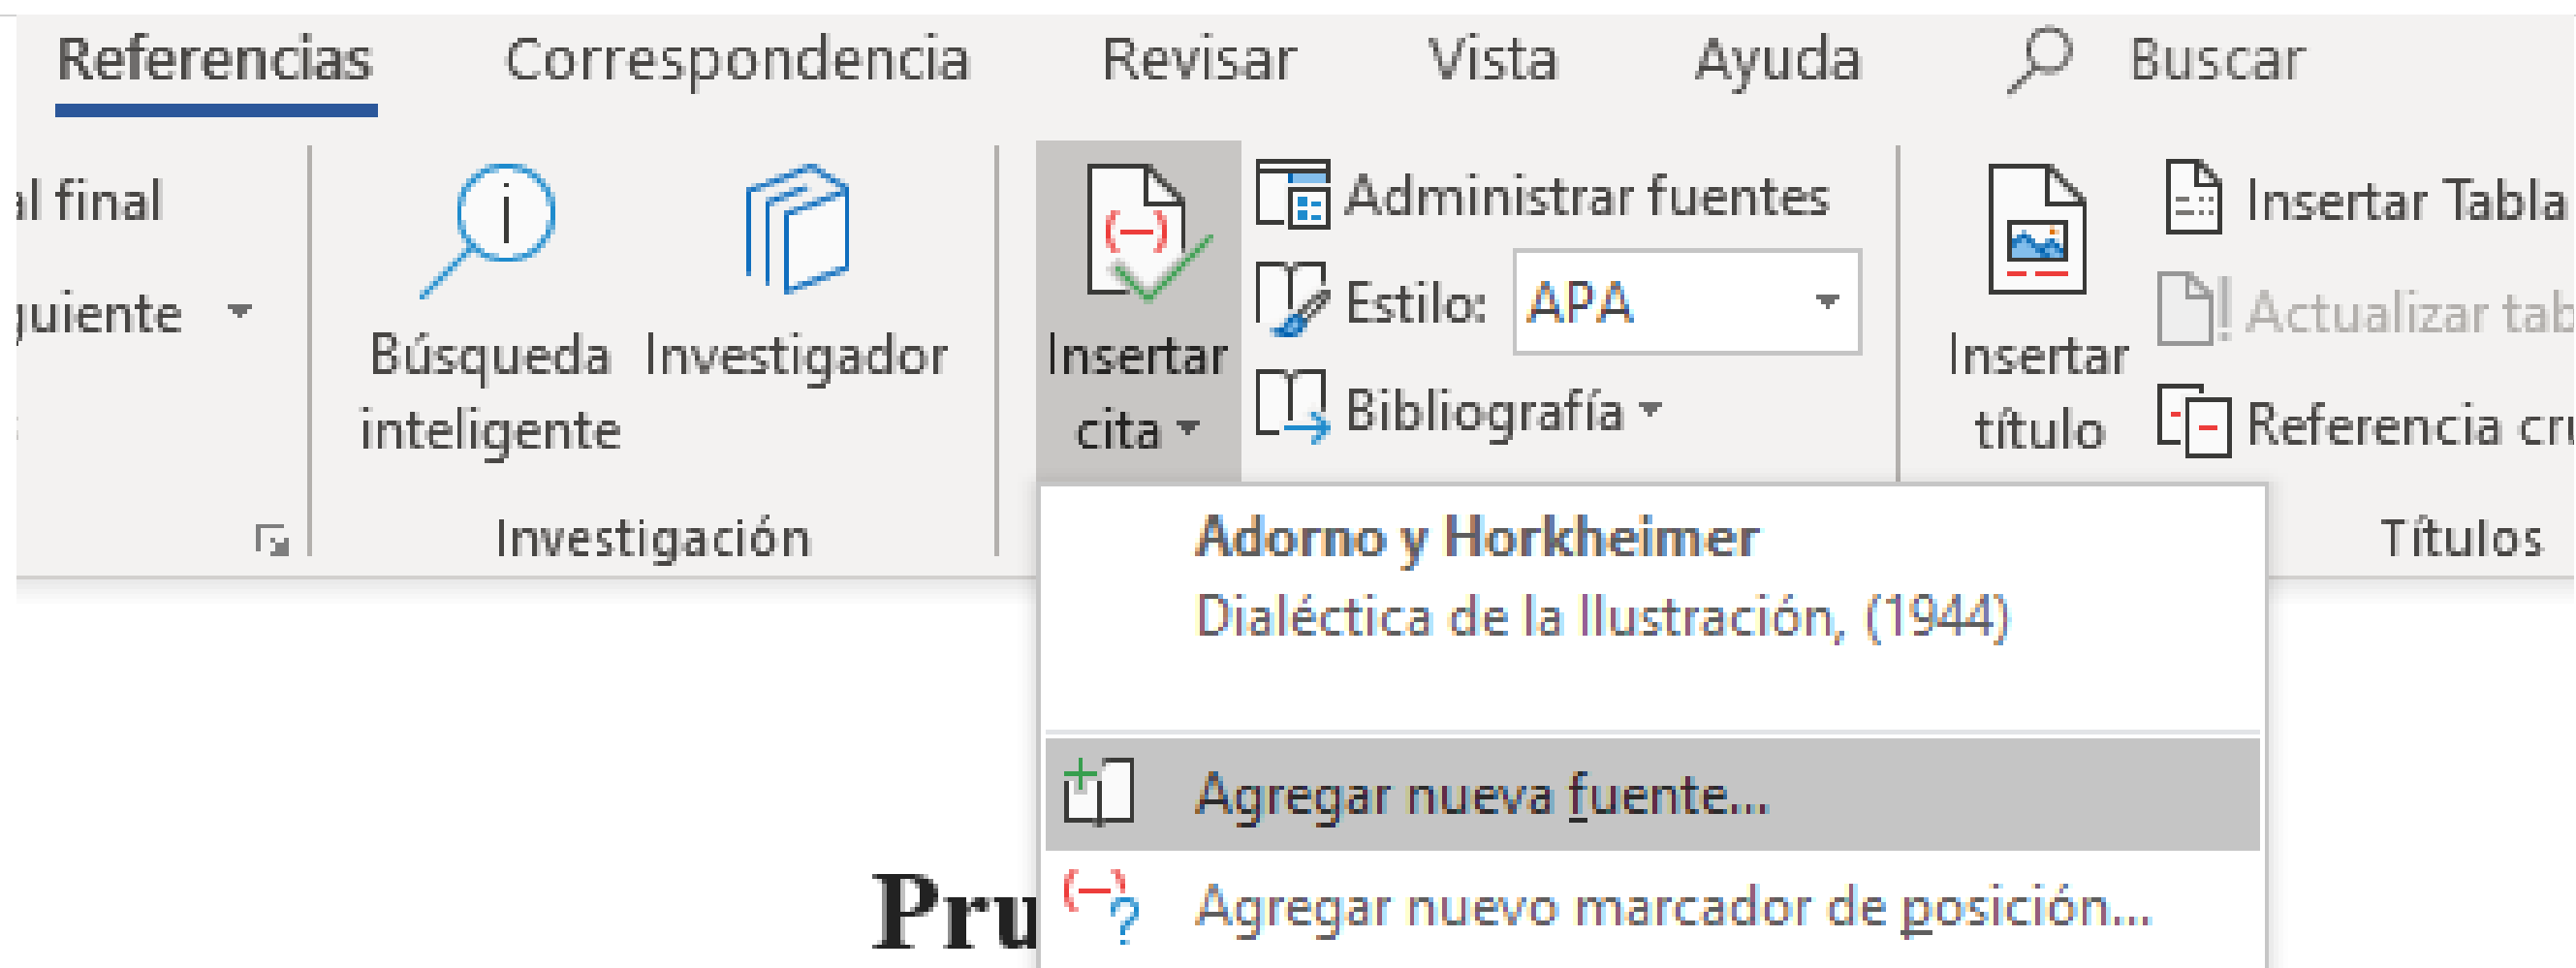 Referencias Correspondencia Revisar Vista Ayuda Buscar
al final
Administrar fuentes
Insertar Tabla
guiente
Estilo: APA
Actualizar tab
Búsqueda inteligente
Investigador
Insertar cita
Bibliografía
Insertar título
Referencia cru
Investigación
Títulos
Adorno y Horkheimer
Dialéctica de la Ilustración, (1944)
Agregar nueva fuente...
Agregar nuevo marcador de posición...
Pru